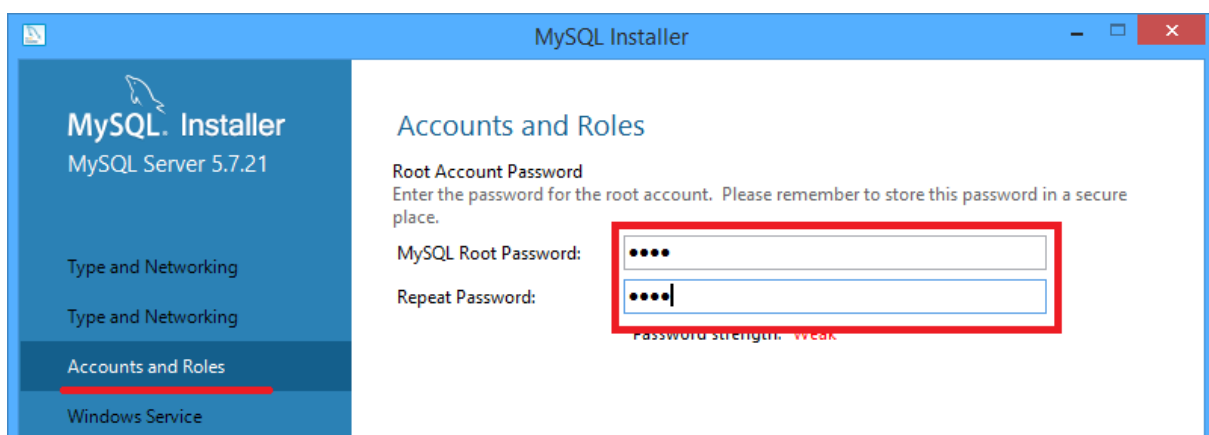 MySQL Installer
MySQL. Installer
MySQL Server 5.7.21
Type and Networking
Type and Networking
Accounts and Roles
Windows Service
Accounts and Roles
Root Account Password
Enter the password for the root account. Please remember to store this password in a secure
place.
MySQL Root Password: ••••
Repeat Password: ••••
Password strength: Weak